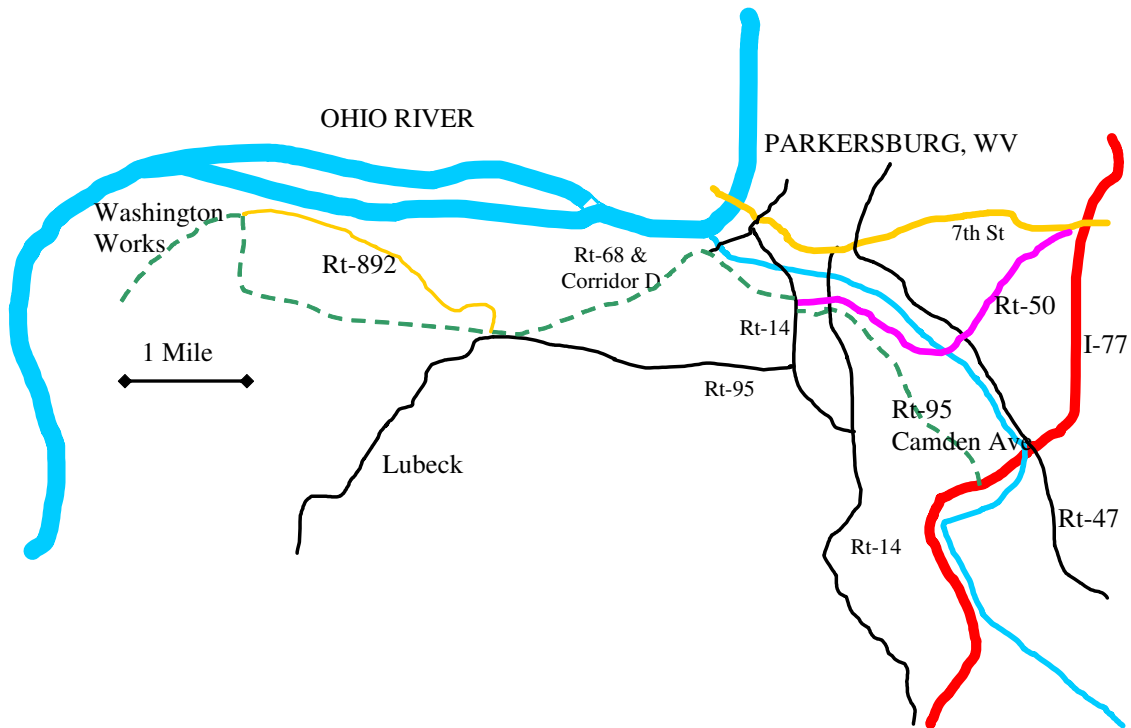 OHIO RIVER
PARKERSBURG, WV
Washington
Works
7th St
Rt-68 &
Corridor D
Rt-892
Rt-50
Rt-14
I-77
1 Mile
Rt-95
Rt-95
Camden Ave
Lubeck
Rt-47
Rt-14